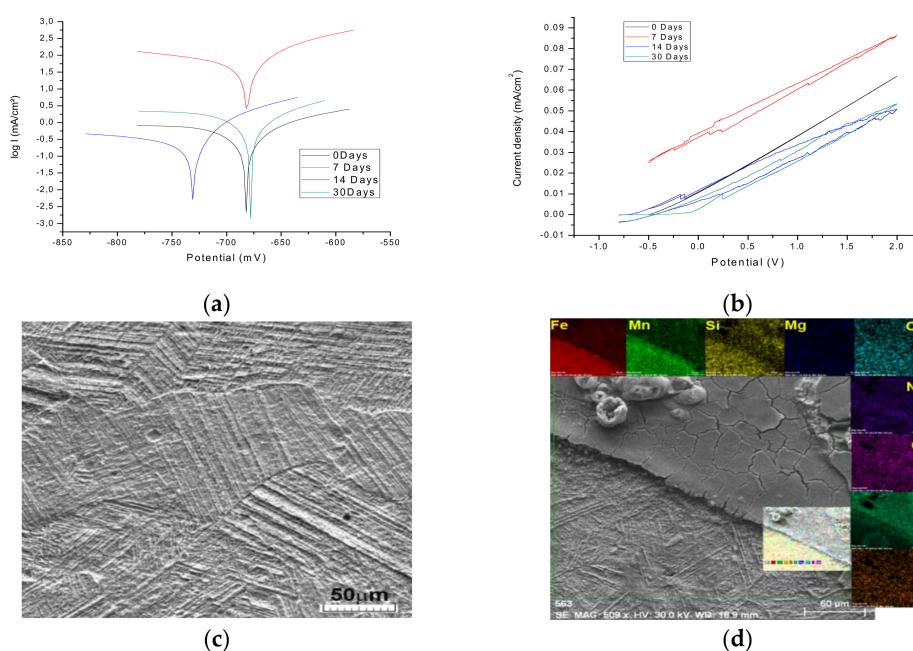 3,0
2,5
2,0
1,5
1,0
0,5
0,0
-0,5
-1,0
-1,5
-2,0
-2,5
-3,0
log I (mA/cm²)
-850 -800 -750 -700 -650 -600 -550
Potential (mV)
0Days
7 Days
14 Days
30Days
(a)
0.09
0.08
0.07
0.06
0.05
0.04
0.03
0.02
0.01
0.00
-0.01
Current density (mA/cm²)
-1.0 -0.5 0.0 0.5 1.0 1.5 2.0
Potential (V)
0 Days
7 Days
14 Days
30 Days
(b)
50µm
(c)
Fe Mn Si Mg
N
563
SE MAG: 509 x HV: 30.0 kV WD: 16.9 mm
60 µm
(d)